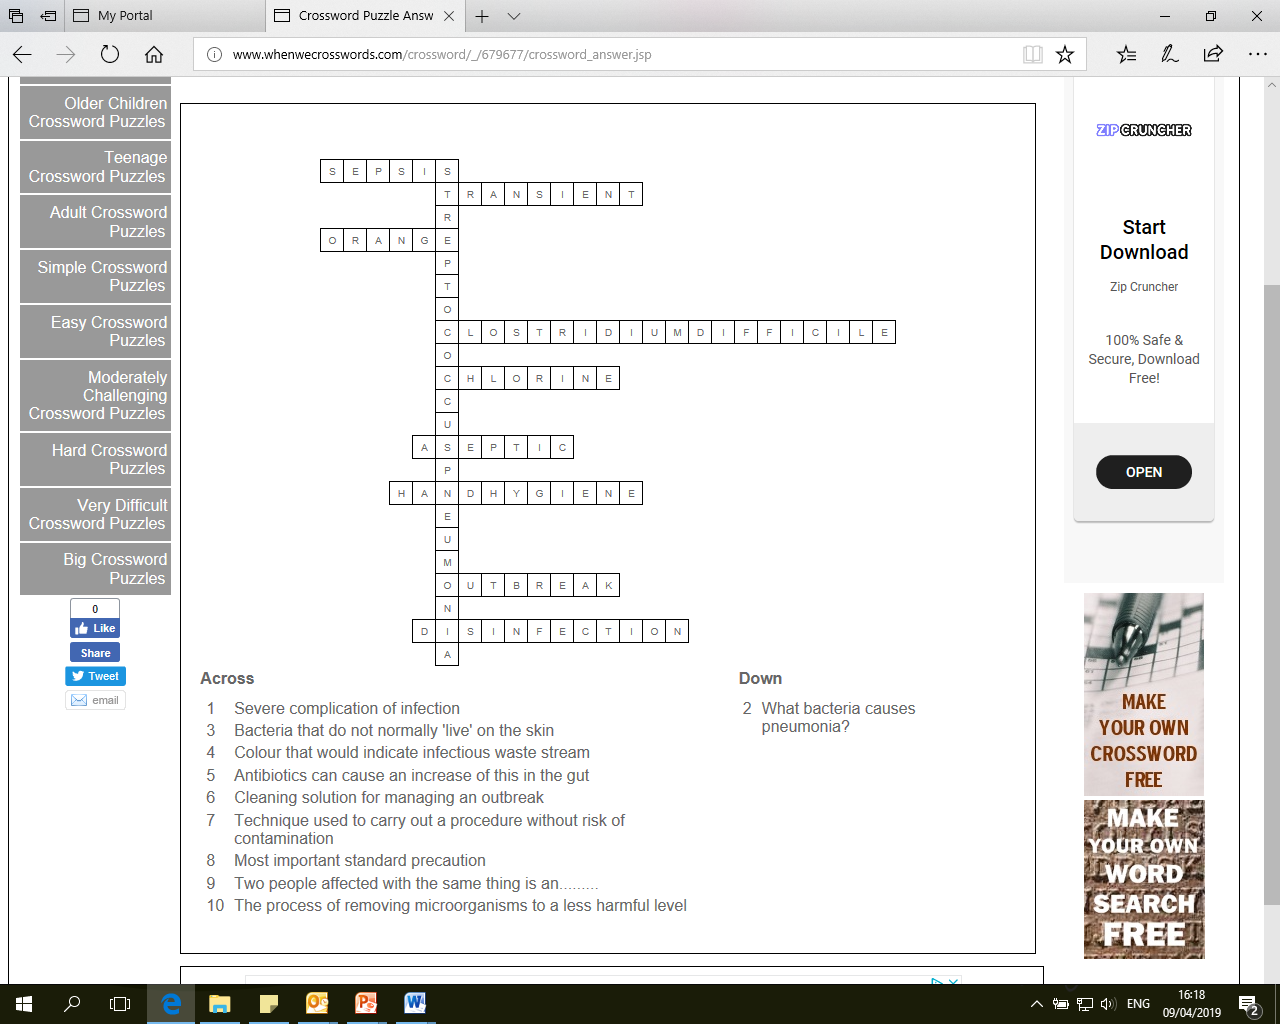 My Portal
Crossword Puzzle Answ
www.whenwecrosswords.com/crossword/_/679677/crossword_answer.jsp
Older Children
Crossword Puzzles
Teenage
Crossword Puzzles
Adult Crossword
Puzzles
Simple Crossword
Puzzles
Easy Crossword
Puzzles
Moderately
Challenging
Crossword Puzzles
Hard Crossword
Puzzles
Very Difficult
Crossword Puzzles
Big Crossword
Puzzles
0
Like
Share
Tweet
email
S E P S I S
T R A N S I E N T
R
O R A N G E
P
T
O
C L O S T R I D I U M D I F F I C I L E
O
C H L O R I N E
C
U
A S E P T I C
P
H A N D H Y G I E N E
E
U
M
O U T B R E A K
N
D I S I N F E C T I O N
A
Across
1 Severe complication of infection
3 Bacteria that do not normally 'live' on the skin
4 Colour that would indicate infectious waste stream
5 Antibiotics can cause an increase of this in the gut
6 Cleaning solution for managing an outbreak
7 Technique used to carry out a procedure without risk of
contamination
8 Most important standard precaution
9 Two people affected with the same thing is an.........
10 The process of removing microorganisms to a less harmful level
Down
2 What bacteria causes
pneumonia?
ZIP CRUNCHER
Start
Download
Zip Cruncher
100% Safe &
Secure, Download
Free!
OPEN
MAKE
YOUR OWN
CROSSWORD
FREE
MAKE
YOUR OWN
WORD
SEARCH
FREE
ENG
16:18
09/04/2019
2